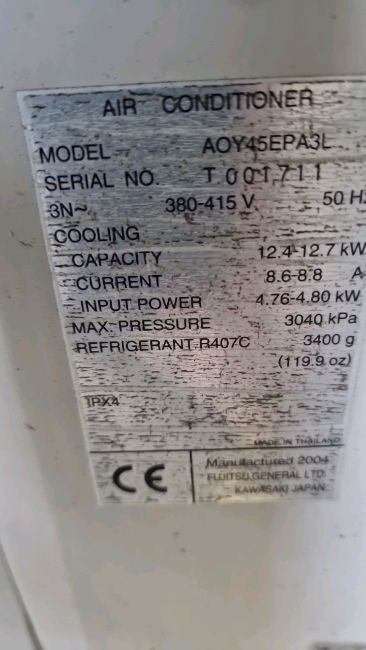 AIR CONDITIONER
MODEL AOY45EPA3L
SERIAL NO. T001711
3N~ 380-415 V 50 Hz
COOLING
CAPACITY 12.4-12.7 kW
CURRENT 8.6-8.8 A
INPUT POWER 4.76-4.80 kW
MAX. PRESSURE 3040 kPa
REFRIGERANT R407C 3400 g
(119.9 oz)
IPX4
MADE IN THAILAND
CE
Manufactured 2004
FUJITSU GENERAL LTD.
KAWASAKI JAPAN